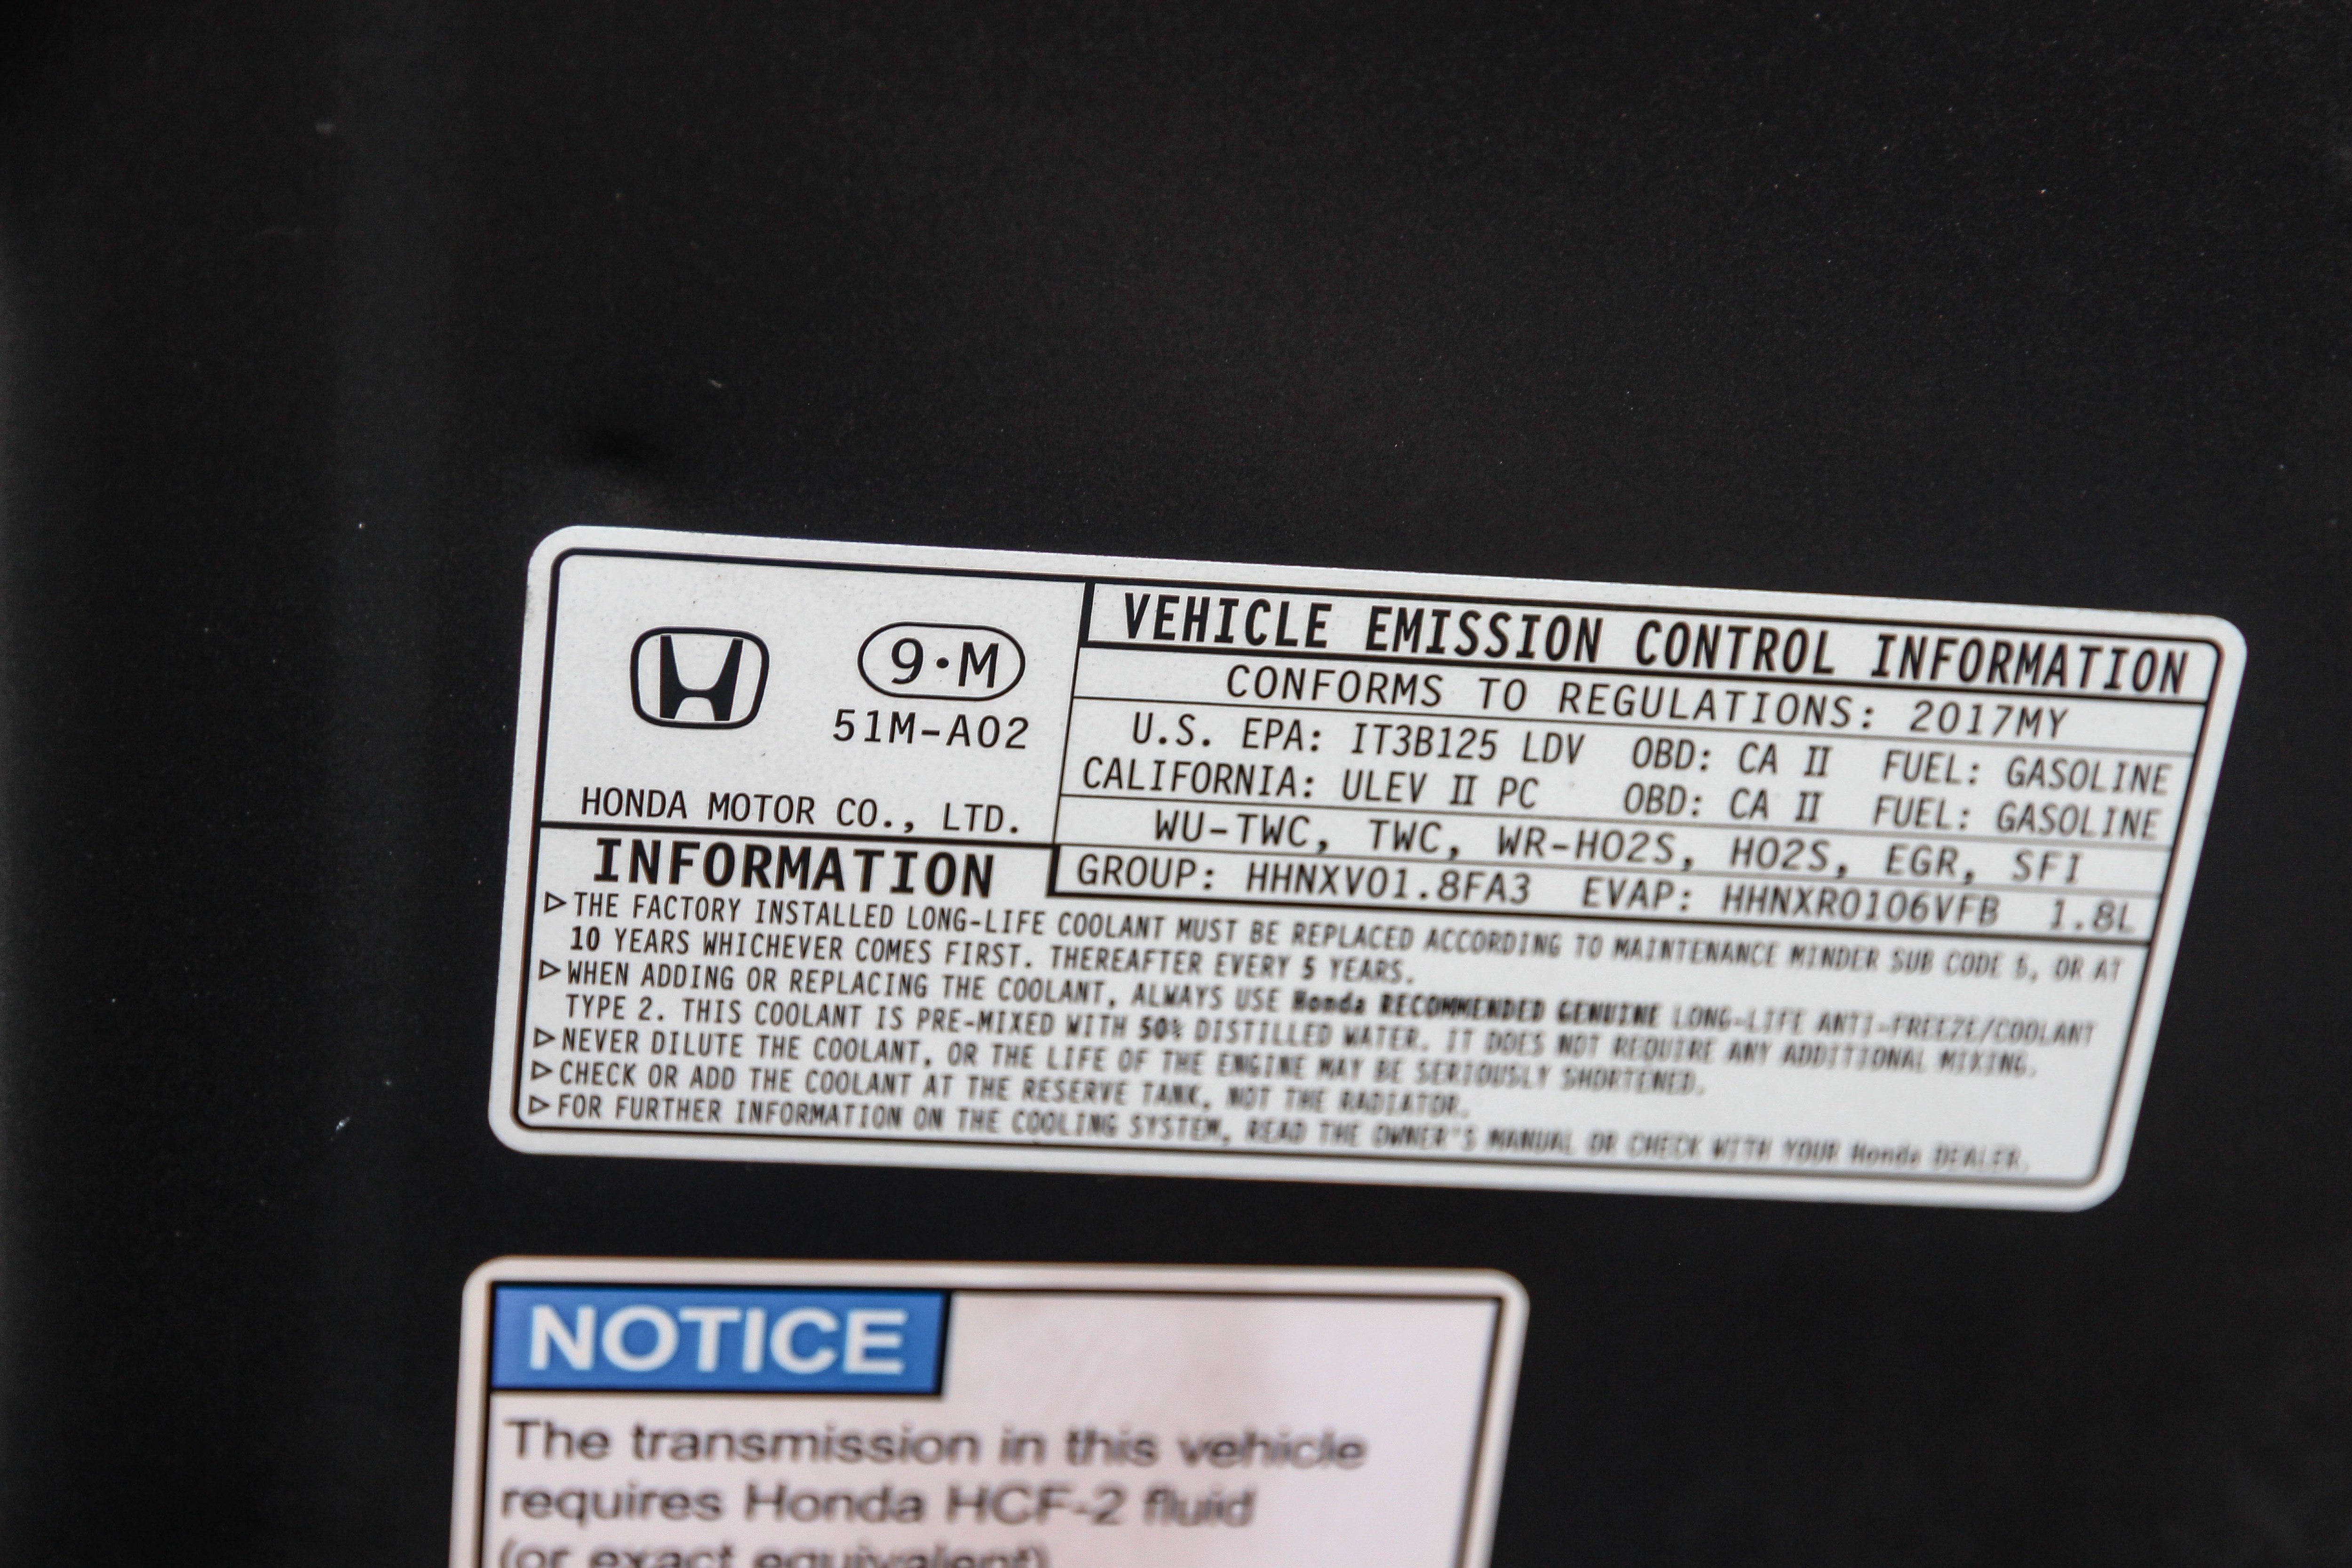 9·M
51M-A02
HONDA MOTOR CO., LTD.
VEHICLE EMISSION CONTROL INFORMATION
CONFORMS TO REGULATIONS: 2017MY
U.S. EPA: IT3B125 LDV OBD: CA II FUEL: GASOLINE
CALIFORNIA: ULEV II PC OBD: CA II FUEL: GASOLINE
WU-TWC, TWC, WR-HO2S, HO2S, EGR, SFI
GROUP: HHNXV01.8FA3 EVAP: HHNXR0106VFB 1.8L
INFORMATION
▷THE FACTORY INSTALLED LONG-LIFE COOLANT MUST BE REPLACED ACCORDING TO MAINTENANCE MINDER SUB CODE 5, OR AT
10 YEARS WHICHEVER COMES FIRST. THEREAFTER EVERY 5 YEARS.
▷WHEN ADDING OR REPLACING THE COOLANT, ALWAYS USE Honda RECOMMENDED GENUINE LONG-LIFE ANTI-FREEZE/COOLANT
TYPE 2. THIS COOLANT IS PRE-MIXED WITH 50% DISTILLED WATER. IT DOES NOT REQUIRE ANY ADDITIONAL MIXING.
▷NEVER DILUTE THE COOLANT, OR THE LIFE OF THE ENGINE MAY BE SERIOUSLY SHORTENED.
▷CHECK OR ADD THE COOLANT AT THE RESERVE TANK, NOT THE RADIATOR.
▷FOR FURTHER INFORMATION ON THE COOLING SYSTEM, READ THE OWNER'S MANUAL OR CHECK WITH YOUR Honda DEALER.
NOTICE
The transmission in this vehicle
requires Honda HCF-2 fluid
(or exact equivalent)